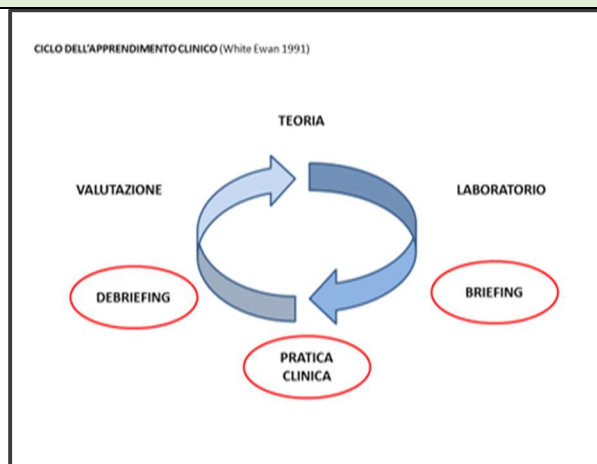 CICLO DELL'APPRENDIMENTO CLINICO (White Ewan 1991)
TEORIA
VALUTAZIONE
LABORATORIO
DEBRIEFING
BRIEFING
PRATICA
CLINICA